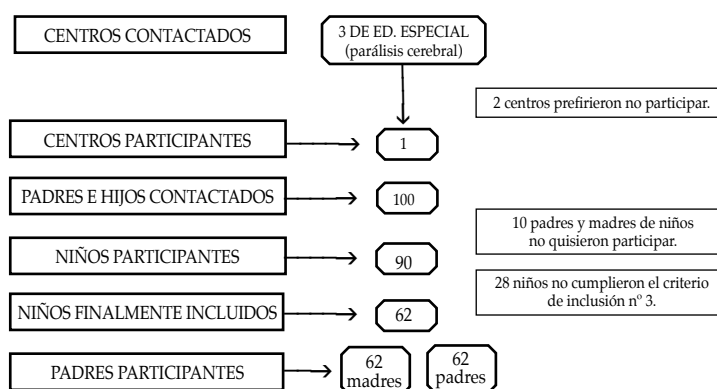 CENTROS CONTACTADOS
3 DE ED. ESPECIAL
(parálisis cerebral)
2 centros prefirieron no participar.
CENTROS PARTICIPANTES
1
PADRES E HIJOS CONTACTADOS
100
10 padres y madres de niños
no quisieron participar.
NIÑOS PARTICIPANTES
90
28 niños no cumplieron el criterio
de inclusión nº 3.
NIÑOS FINALMENTE INCLUIDOS
62
PADRES PARTICIPANTES
62
madres
62
padres